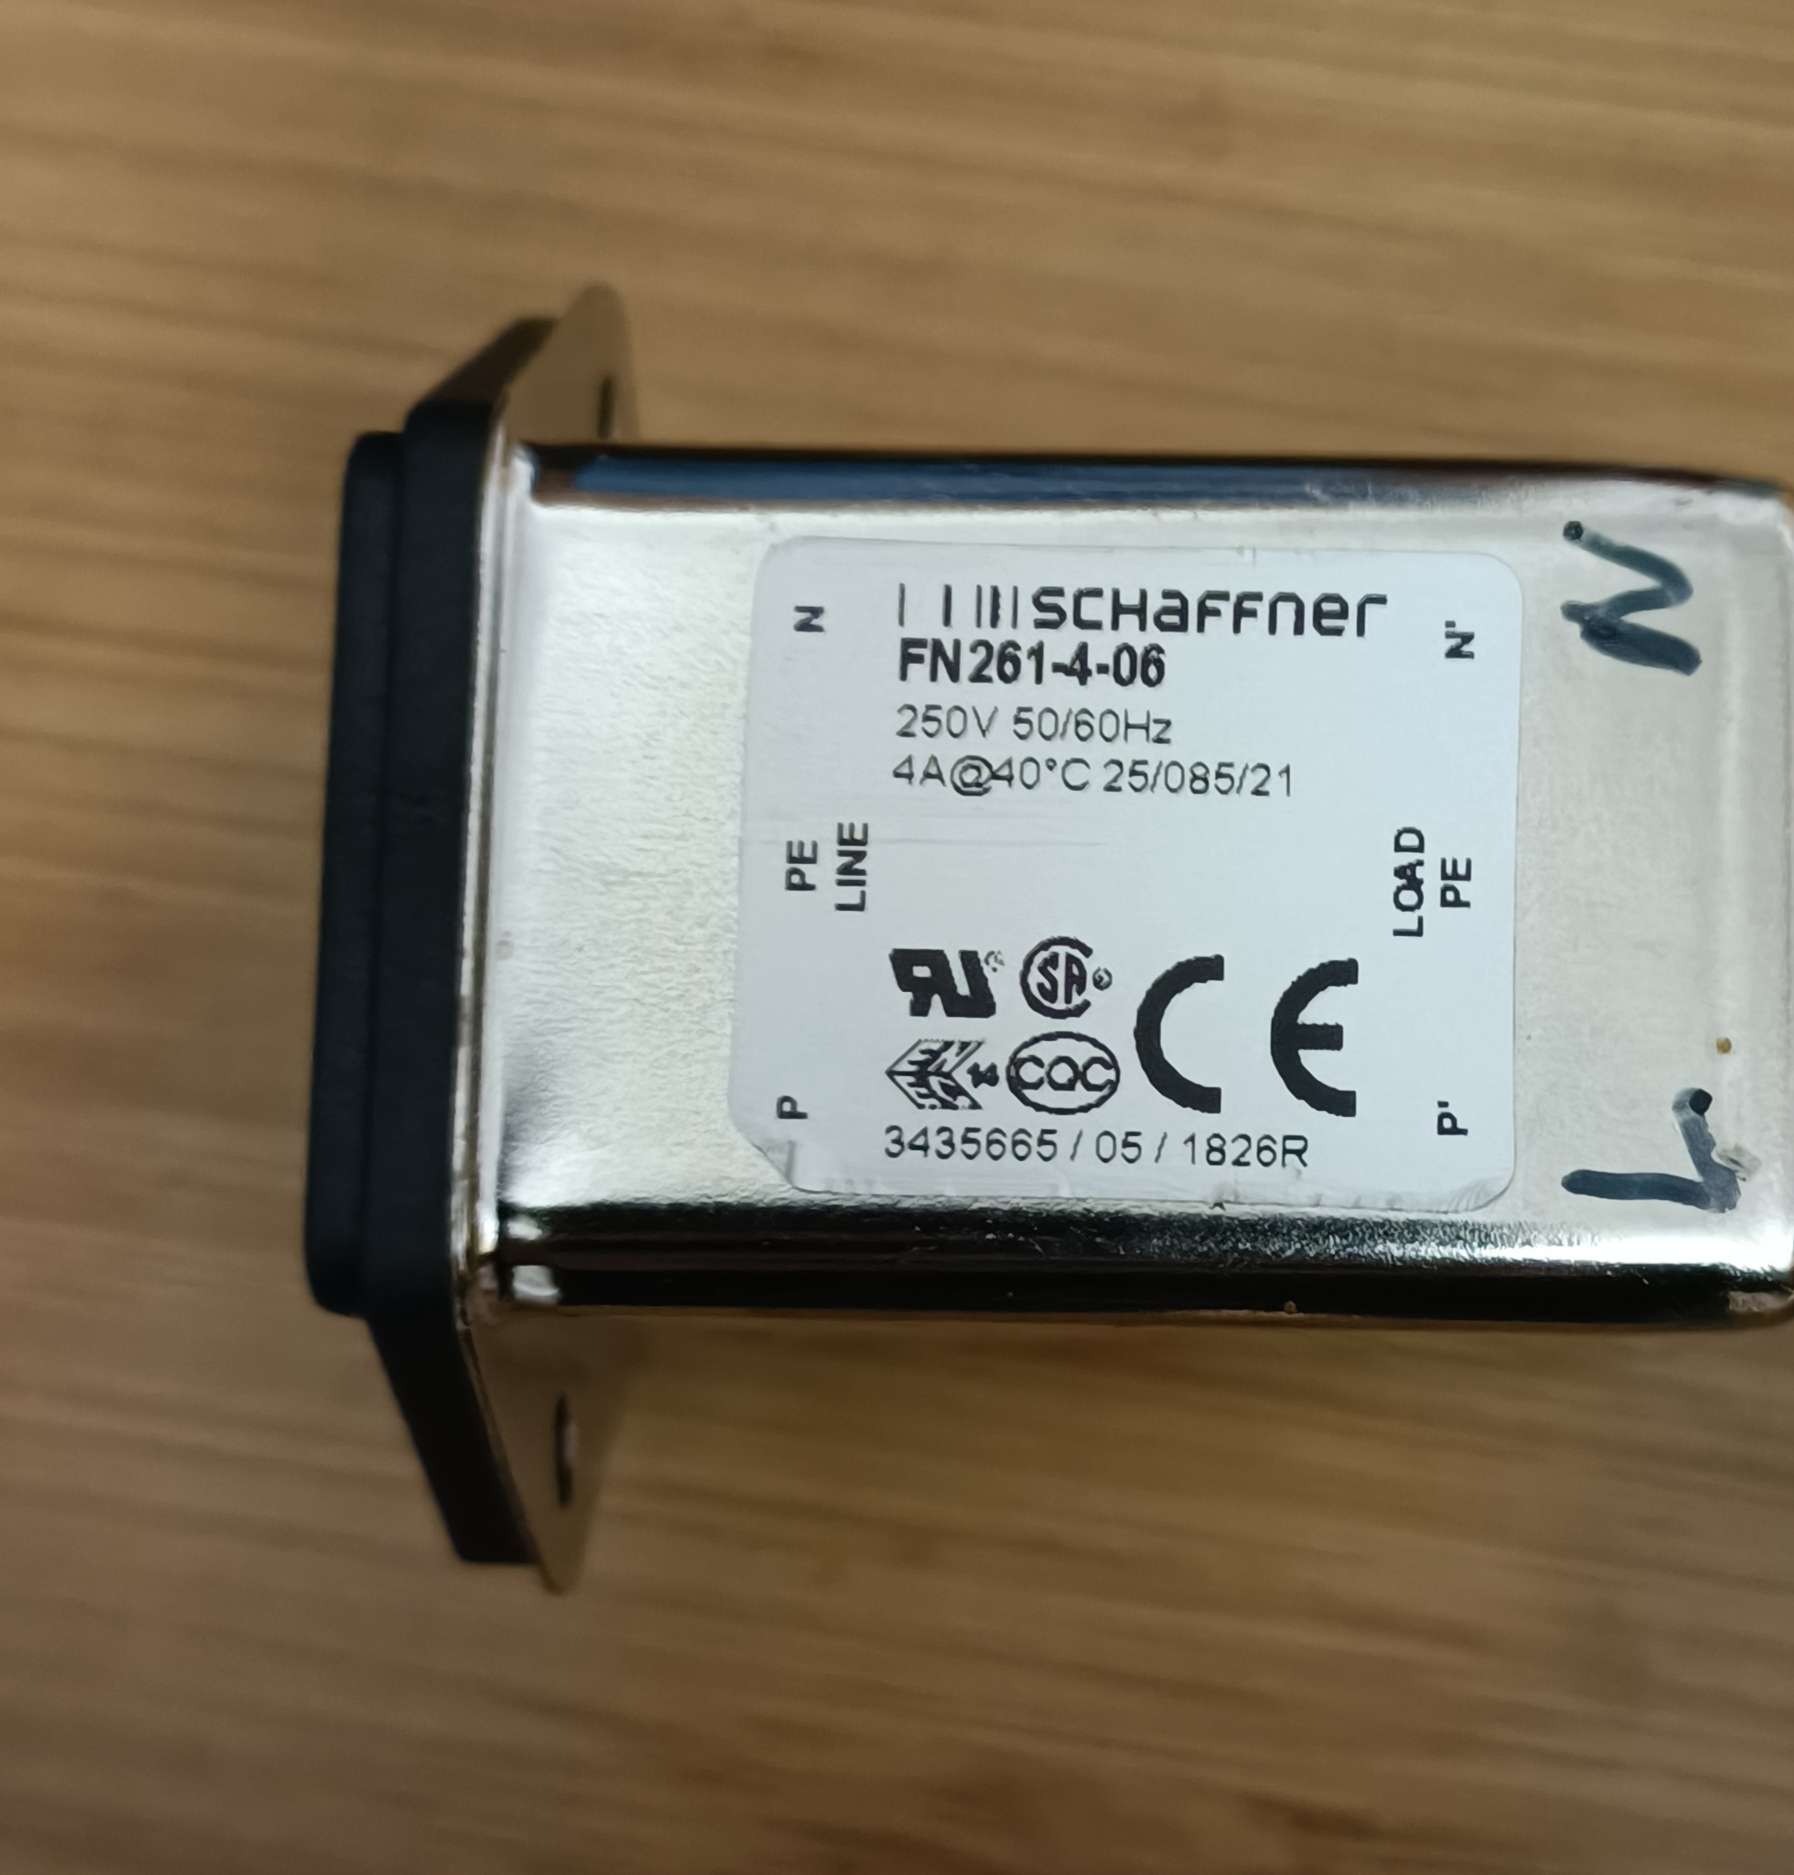 N
SCHaFFner
N'
FN261-4-06
250V 50/60Hz
4A@40°C 25/085/21
PE
LINE
LOAD
PE
SA
CQC
CE
P
P'
3435665 / 05 / 1826R
N
L